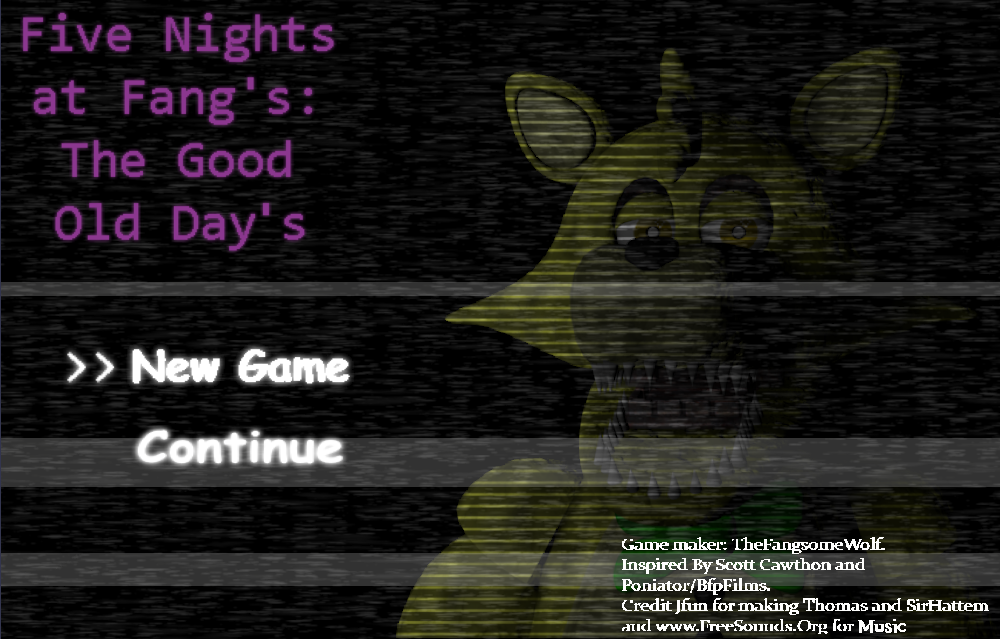 Five Nights
at Fang's:
The Good
Old Day's
>> New Game
Continue
Game maker: TheFangsomeWolf.
Inspired By Scott Cawthon and
Poniator/BfpFilms.
Credit Jfun for making Thomas and SirHattem
and www.FreeSounds.Org for Music